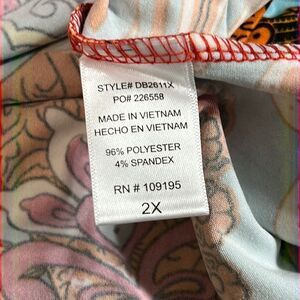 STYLE# DB2611X
PO# 226558
MADE IN VIETNAM
HECHO EN VIETNAM
96% POLYESTER
4% SPANDEX
RN # 109195
2X